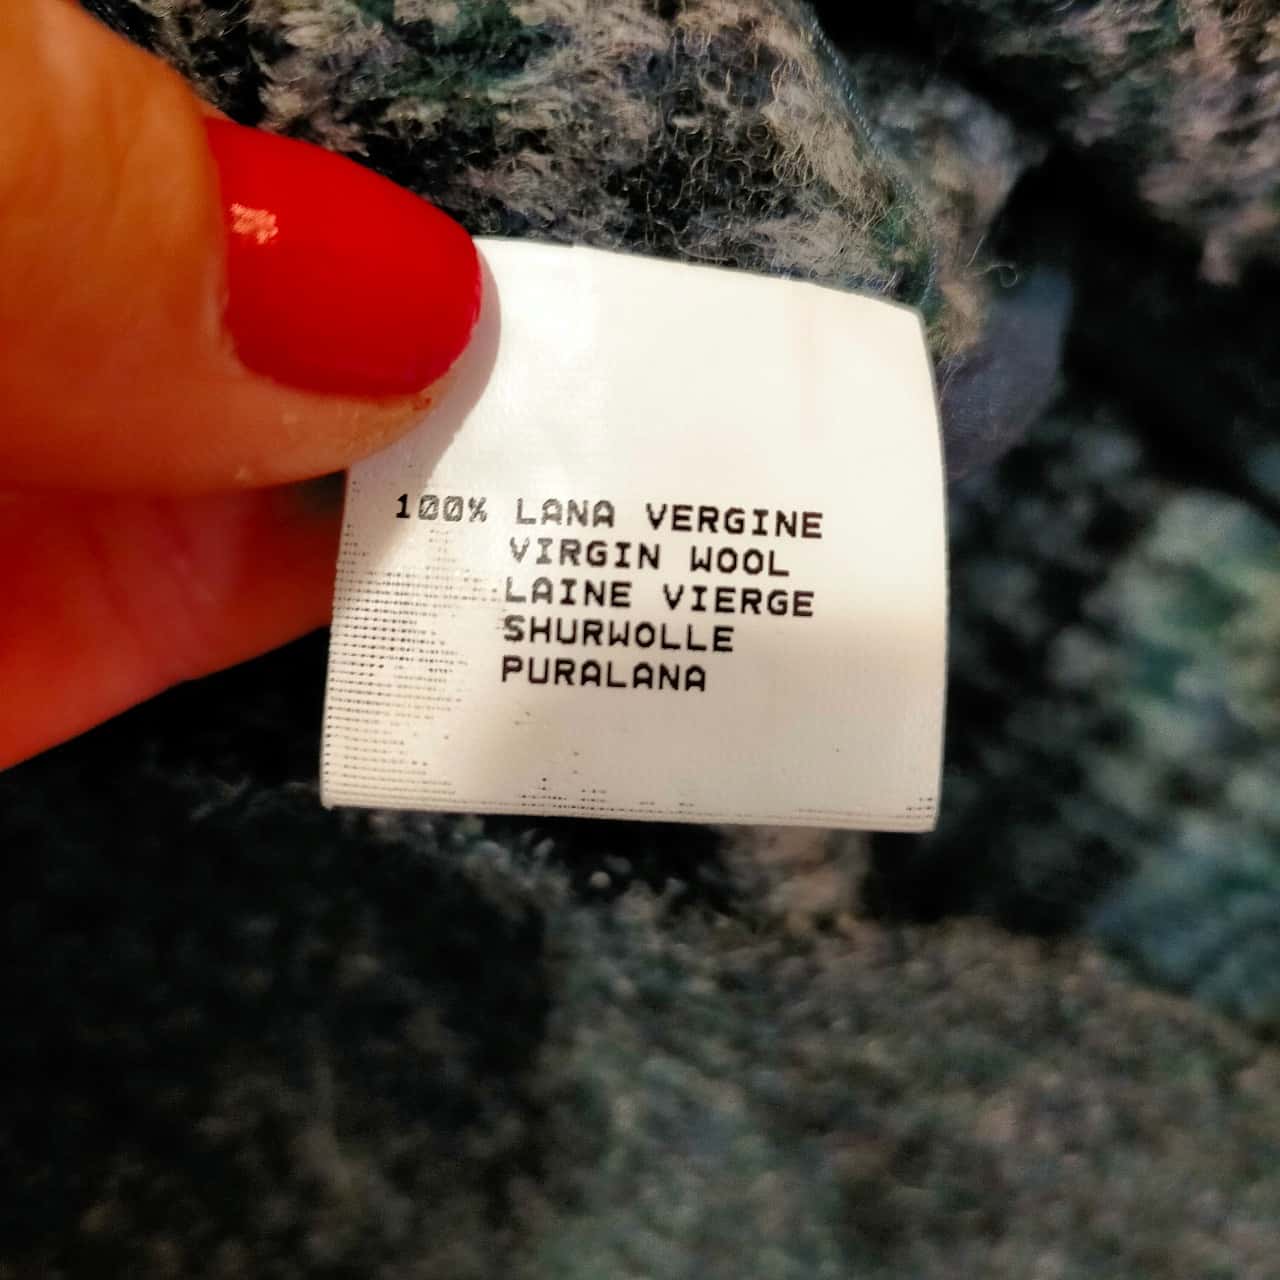 100% LANA VERGINE
VIRGIN WOOL
LAINE VIERGE
SHURWOLLE
PURALANA